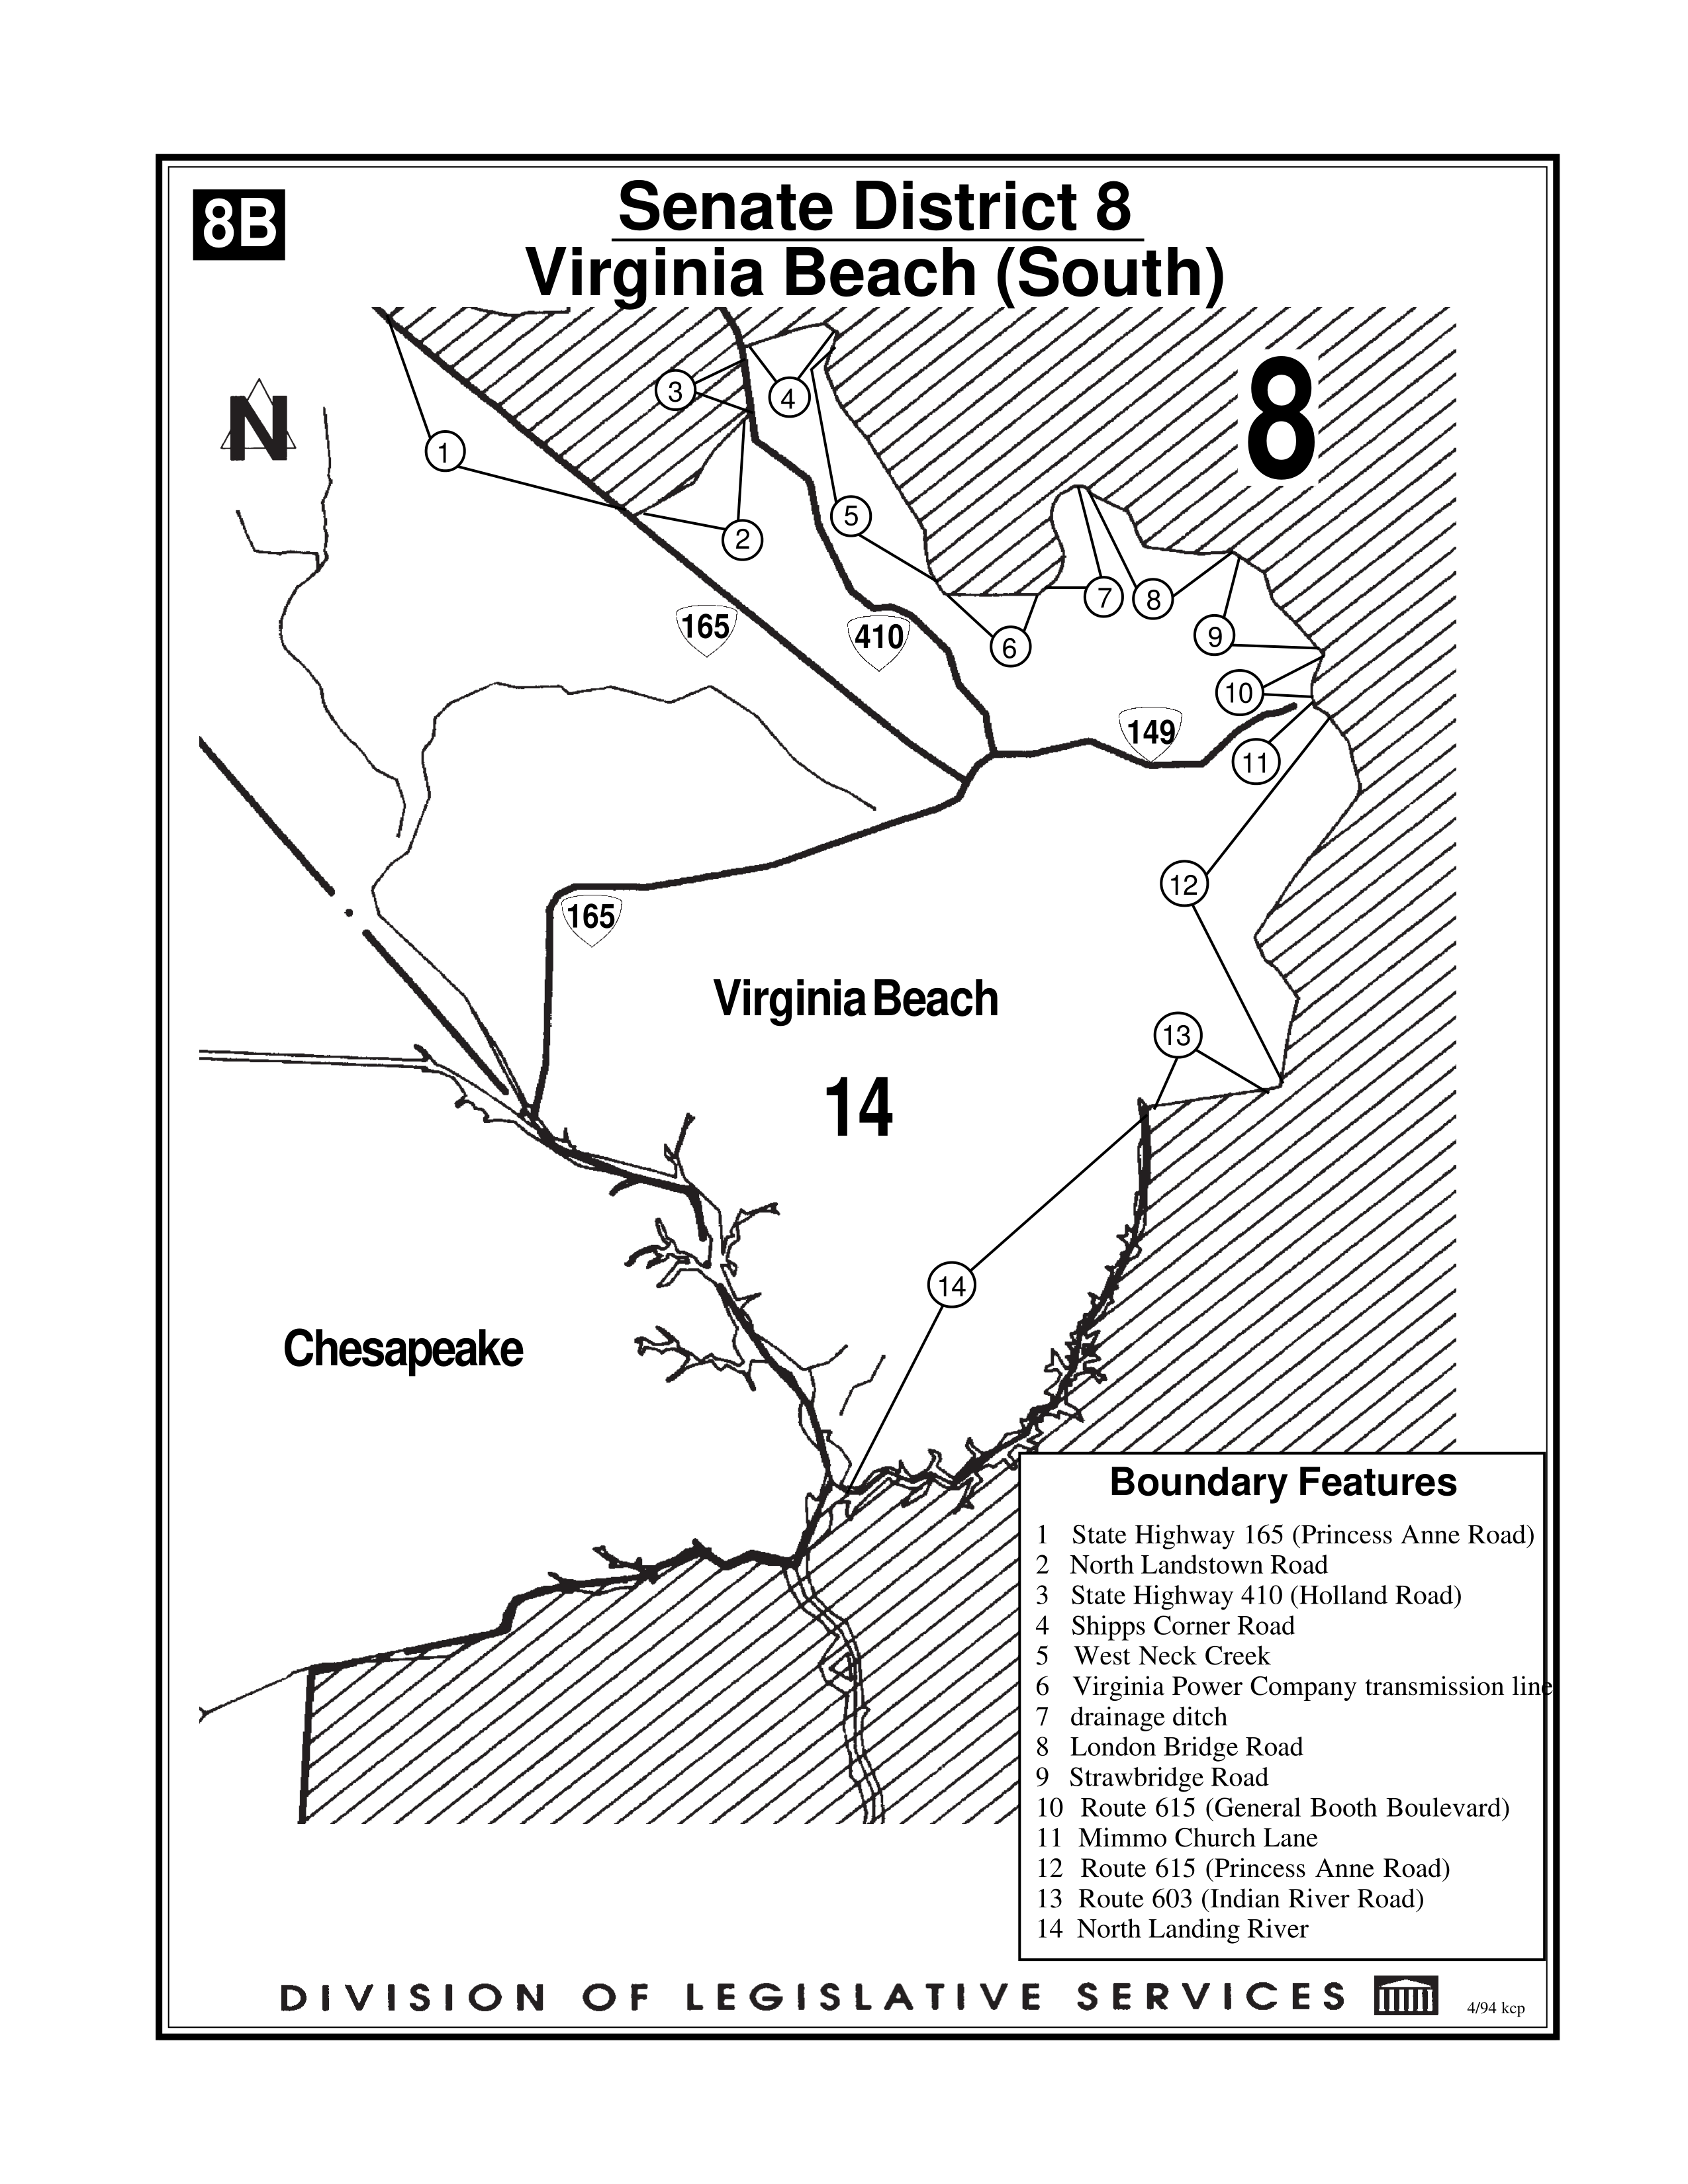 8B
Senate District 8
Virginia Beach (South)
N
8
3
4
1
5
2
7
8
165
410
6
9
10
149
11
12
165
Virginia Beach
13
14
14
Chesapeake
Boundary Features
1 State Highway 165 (Princess Anne Road)
2 North Landstown Road
3 State Highway 410 (Holland Road)
4 Shipps Corner Road
5 West Neck Creek
6 Virginia Power Company transmission line
7 drainage ditch
8 London Bridge Road
9 Strawbridge Road
10 Route 615 (General Booth Boulevard)
11 Mimmo Church Lane
12 Route 615 (Princess Anne Road)
13 Route 603 (Indian River Road)
14 North Landing River
DIVISION OF LEGISLATIVE SERVICES
4/94 kcp